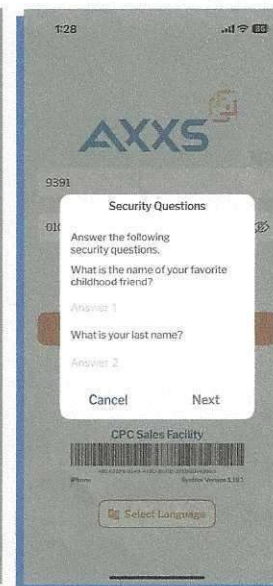 1:28
86
AXXS
9391
010
Security Questions
Answer the following
security questions.
What is the name of your favorite
childhood friend?
Answer 1
What is your last name?
Answer 2
Cancel
Next
CPC Sales Facility
iPhone
System Version
Select Language